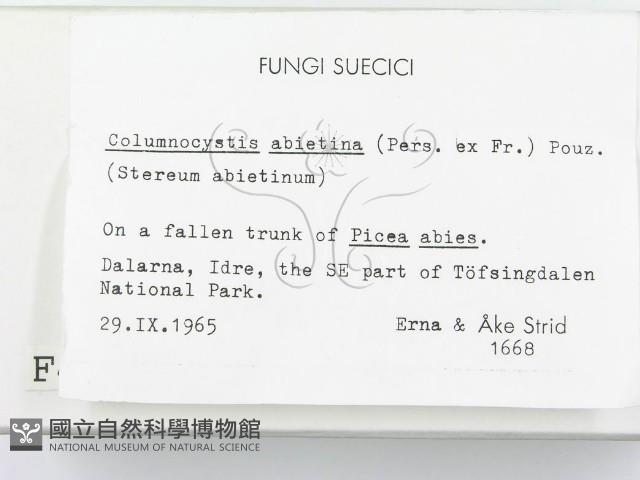 FUNGI SUECICI
Columnocystis abietina (Pers. ex Fr.) Pouz.
(Stereum abietinum)
On a fallen trunk of Picea abies.
Dalarna, Idre, the SE part of Töfsingdalen
National Park.
29.IX.1965
Erna & Åke Strid
1668
F
國立自然科學博物館
NATIONAL MUSEUM OF NATURAL SCIENCE